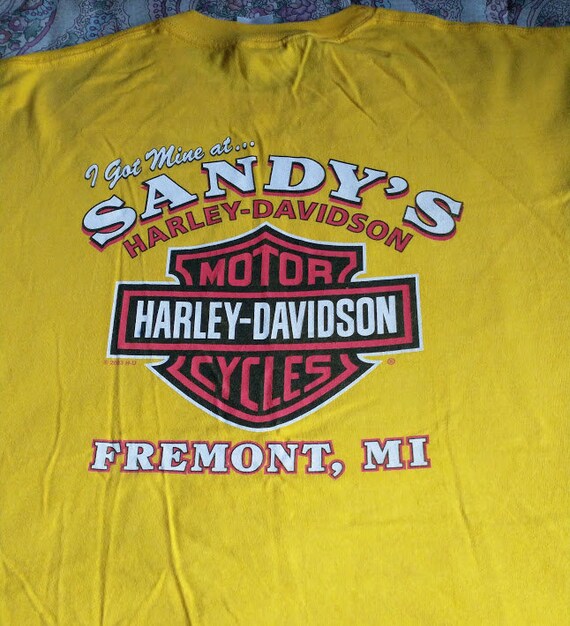 I Got Mine at...
SANDY'S
HARLEY-DAVIDSON
MOTOR
HARLEY-DAVIDSON
CYCLES
®
FREMONT, MI